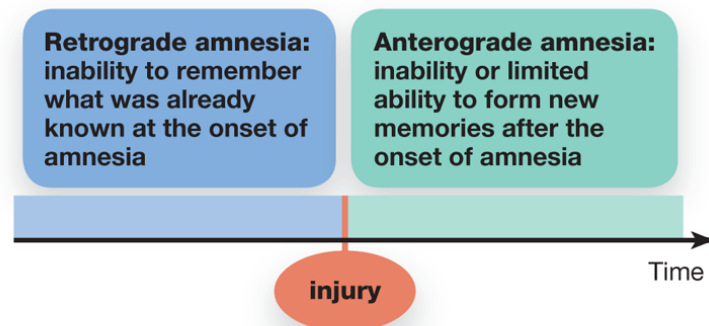 Retrograde amnesia:
inability to remember
what was already
known at the onset of
amnesia
Anterograde amnesia:
inability or limited
ability to form new
memories after the
onset of amnesia
Time
injury